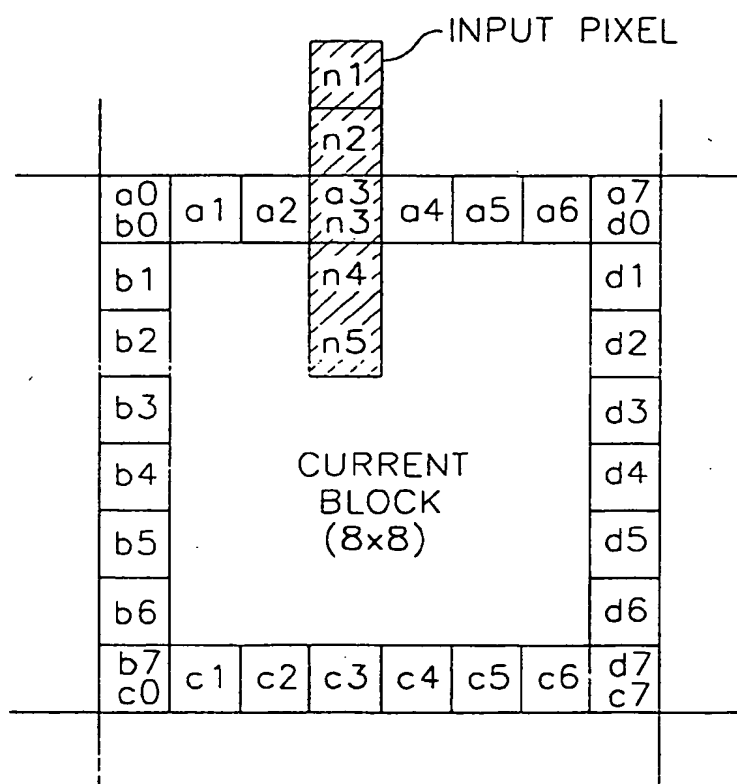 INPUT PIXEL
n1
n2
a0 a1 a2 a3 a4 a5 a6 a7
b0 n3 d0
b1 n4 d1
b2 n5 d2
b3 d3
b4 CURRENT d4
BLOCK
b5 (8x8) d5
b6 d6
b7 c1 c2 c3 c4 c5 c6 d7
c0 c7